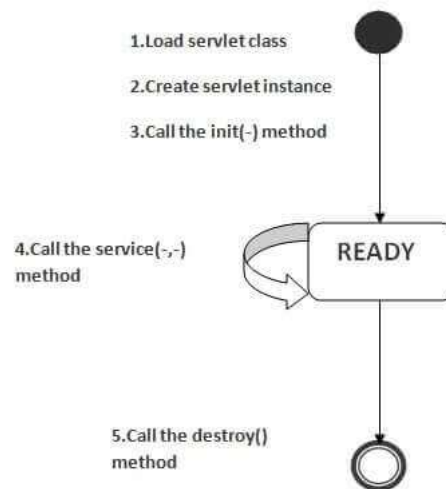 1.Load servlet class
2.Create servlet instance
3.Call the init(-) method
4.Call the service(-,-)
method
READY
5.Call the destroy()
method